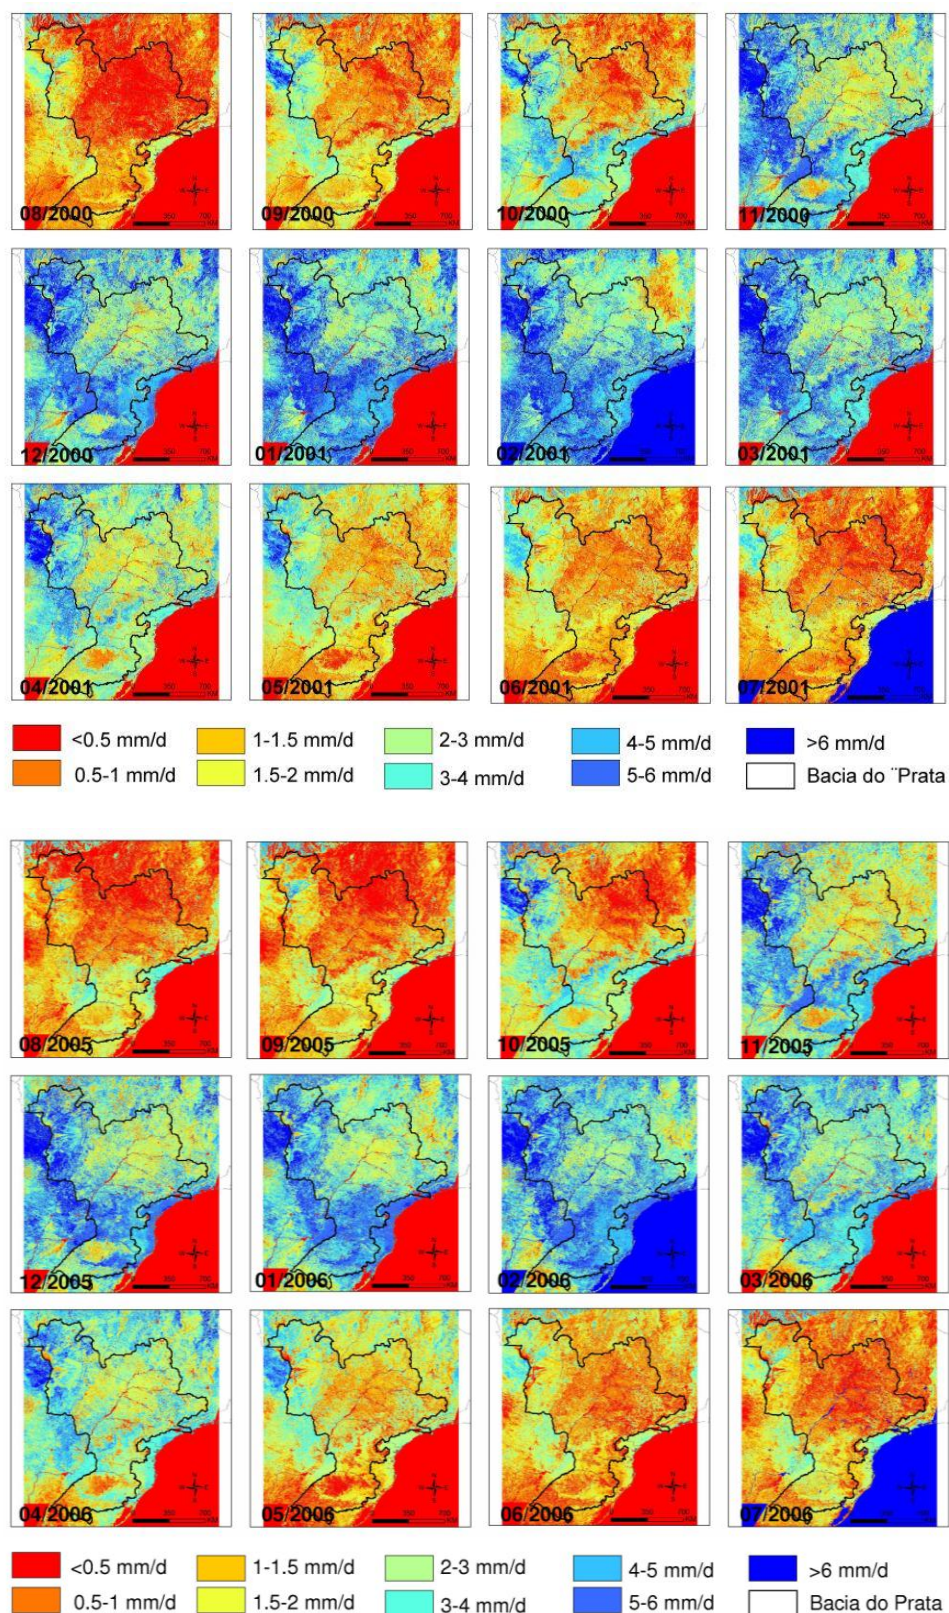 08/2000 09/2000 10/2000 11/2000
12/2000 01/2001 02/2001 03/2001
04/2001 05/2001 06/2001 07/2001
<0.5 mm/d 1-1.5 mm/d 2-3 mm/d 4-5 mm/d >6 mm/d
0.5-1 mm/d 1.5-2 mm/d 3-4 mm/d 5-6 mm/d Bacia do ¨Prata
08/2005 09/2005 10/2005 11/2005
12/2005 01/2006 02/2006 03/2006
04/2006 05/2006 06/2006 07/2006
<0.5 mm/d 1-1.5 mm/d 2-3 mm/d 4-5 mm/d >6 mm/d
0.5-1 mm/d 1.5-2 mm/d 3-4 mm/d 5-6 mm/d Bacia do Prata